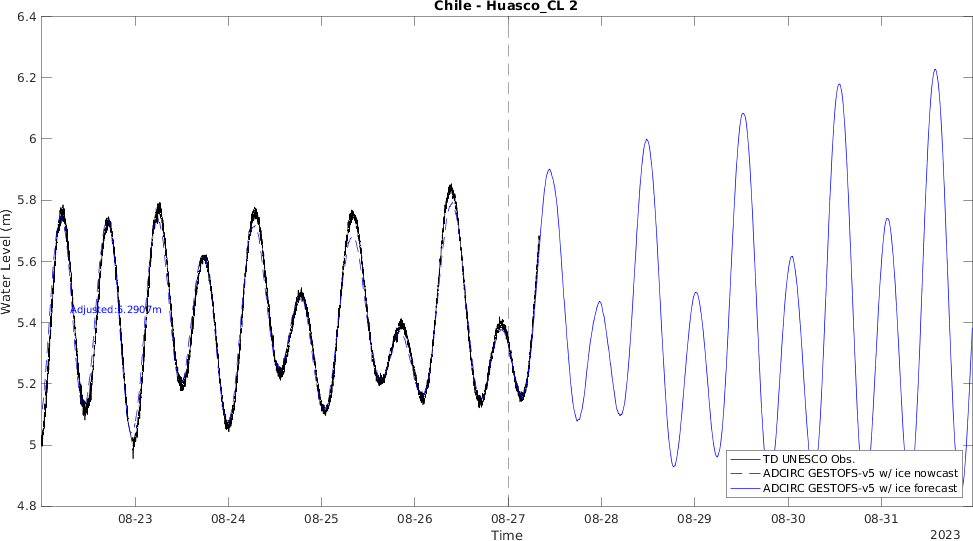 Chile - Huasco_CL 2
6.4
6.2
6
5.8
5.6
5.4
5.2
5
4.8
Water Level (m)
Adjusted:5.2907m
TD UNESCO Obs.
ADCIRC GESTOFS-v5 w/ ice nowcast
ADCIRC GESTOFS-v5 w/ ice forecast
08-23 08-24 08-25 08-26 08-27 08-28 08-29 08-30 08-31
Time
2023